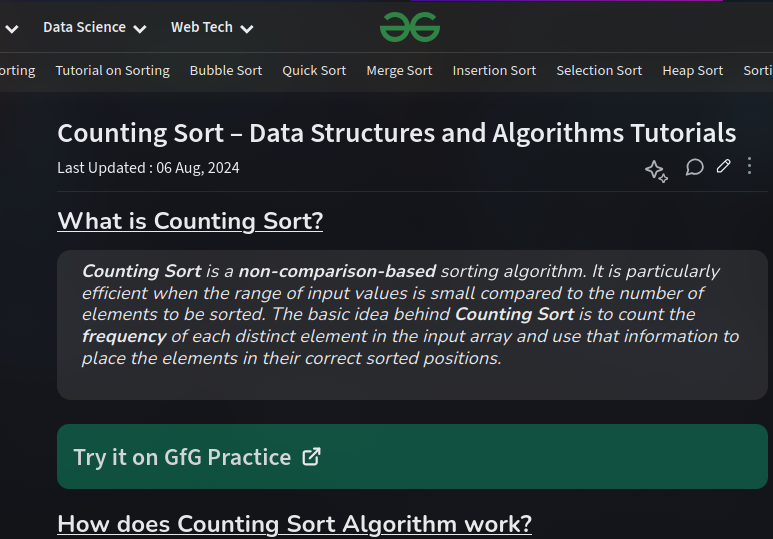 Data Science
Web Tech
orting
Tutorial on Sorting
Bubble Sort
Quick Sort
Merge Sort
Insertion Sort
Selection Sort
Heap Sort
Sorti
Counting Sort – Data Structures and Algorithms Tutorials
Last Updated : 06 Aug, 2024
What is Counting Sort?
Counting Sort is a non-comparison-based sorting algorithm. It is particularly
efficient when the range of input values is small compared to the number of
elements to be sorted. The basic idea behind Counting Sort is to count the
frequency of each distinct element in the input array and use that information to
place the elements in their correct sorted positions.
Try it on GfG Practice
How does Counting Sort Algorithm work?